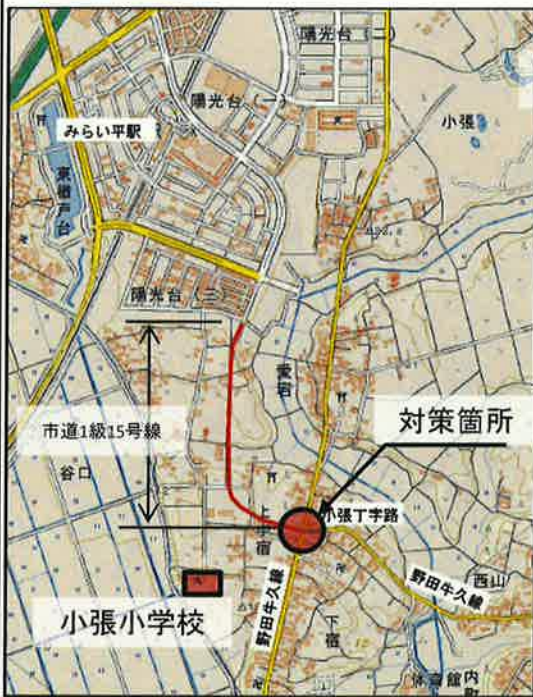 陽光台(二)
陽光台(一)
みらい平駅
小張
東楢戸台
陽光台(三)
愛宕
市道1級15号線
対策箇所
谷口
小張丁字路
上宿
野田牛久線
西山
小張小学校
野田牛久線
下宿
体育館